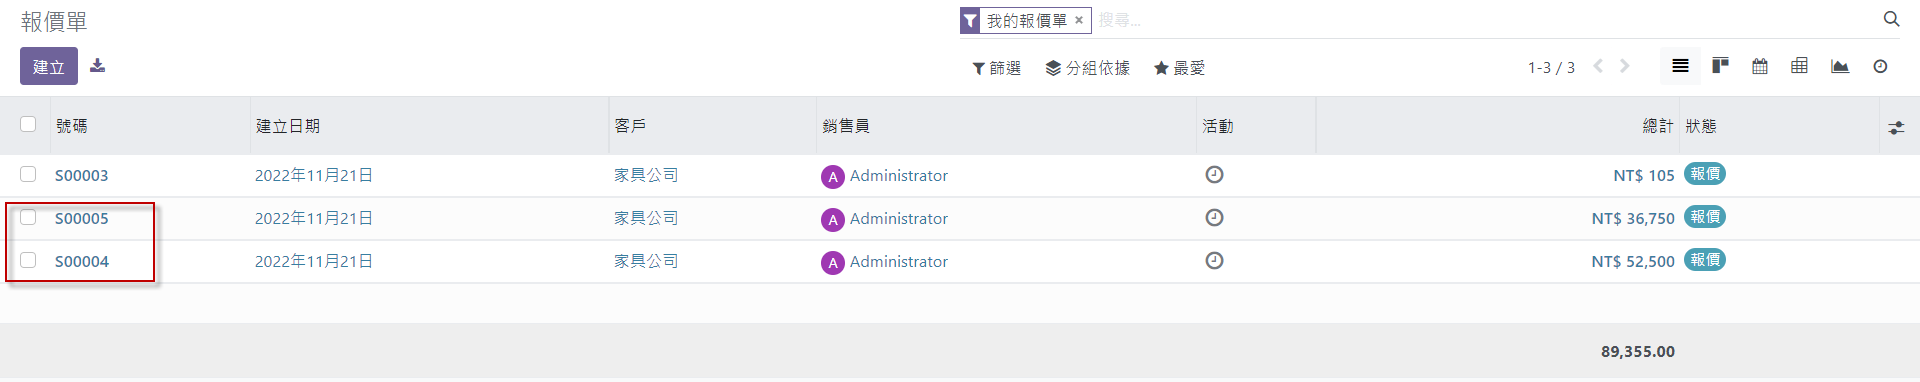 報價單
我的報價單 × 搜尋...
建立
篩選 分組依據 最愛 1-3 / 3
號碼 建立日期 客戶 銷售員 活動 總計 狀態
S00003 2022年11月21日 家具公司 A Administrator NT$ 105 報價
S00005 2022年11月21日 家具公司 A Administrator NT$ 36,750 報價
S00004 2022年11月21日 家具公司 A Administrator NT$ 52,500 報價
89,355.00